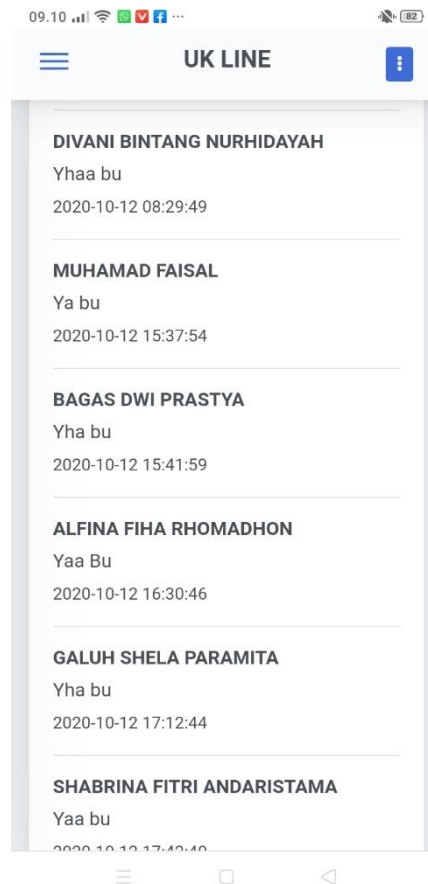 09.10
82
UK LINE
DIVANI BINTANG NURHIDAYAH
Yhaa bu
2020-10-12 08:29:49
MUHAMAD FAISAL
Ya bu
2020-10-12 15:37:54
BAGAS DWI PRASTYA
Yha bu
2020-10-12 15:41:59
ALFINA FIHA RHOMADHON
Yaa Bu
2020-10-12 16:30:46
GALUH SHELA PARAMITA
Yha bu
2020-10-12 17:12:44
SHABRINA FITRI ANDARISTAMA
Yaa bu